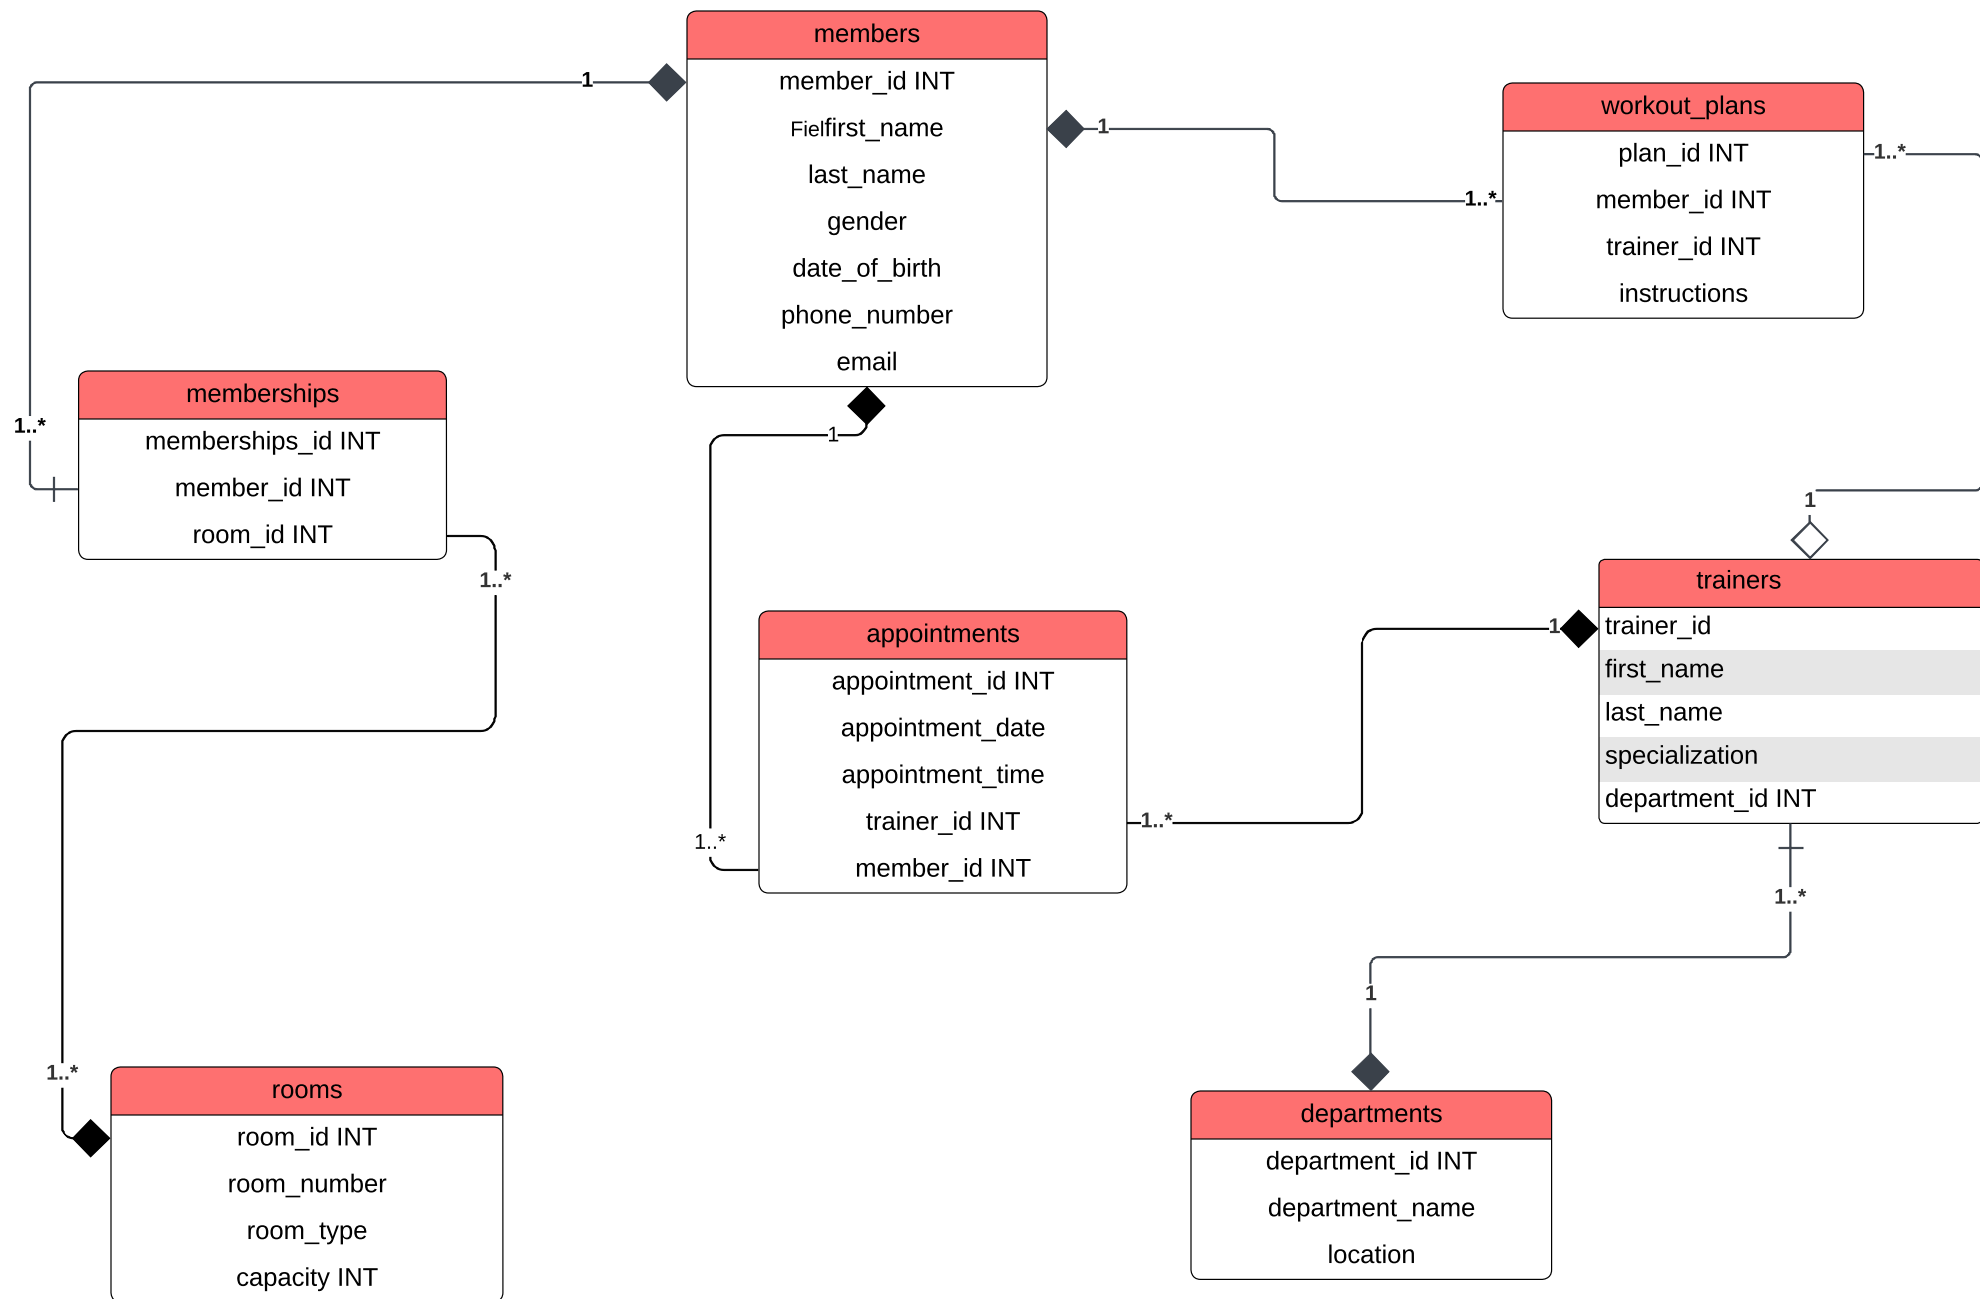 members
member_id INT
Fielfirst_name
last_name
gender
date_of_birth
phone_number
email
1
1
1..*
workout_plans
plan_id INT
member_id INT
trainer_id INT
instructions
1..*
memberships
memberships_id INT
member_id INT
room_id INT
1..*
1..*
1
1..*
appointments
appointment_id INT
appointment_date
appointment_time
trainer_id INT
member_id INT
1..*
1
1
trainers
trainer_id
first_name
last_name
specialization
department_id INT
1..*
1
1..*
rooms
room_id INT
room_number
room_type
capacity INT
departments
department_id INT
department_name
location